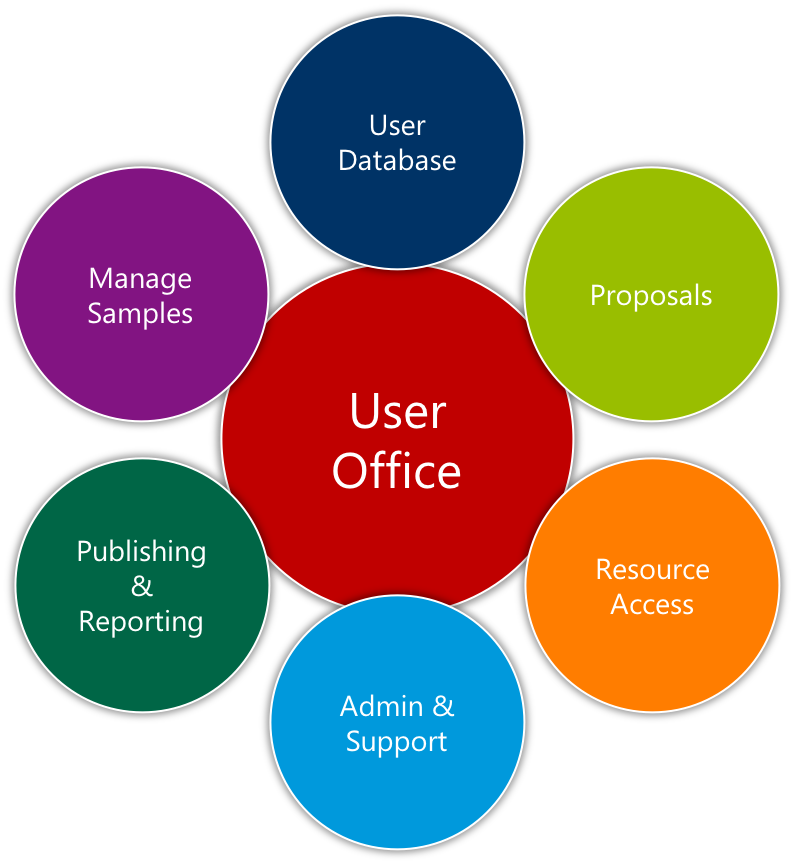 User
Database
Manage
Samples
Proposals
User
Office
Publishing
&
Reporting
Resource
Access
Admin &
Support